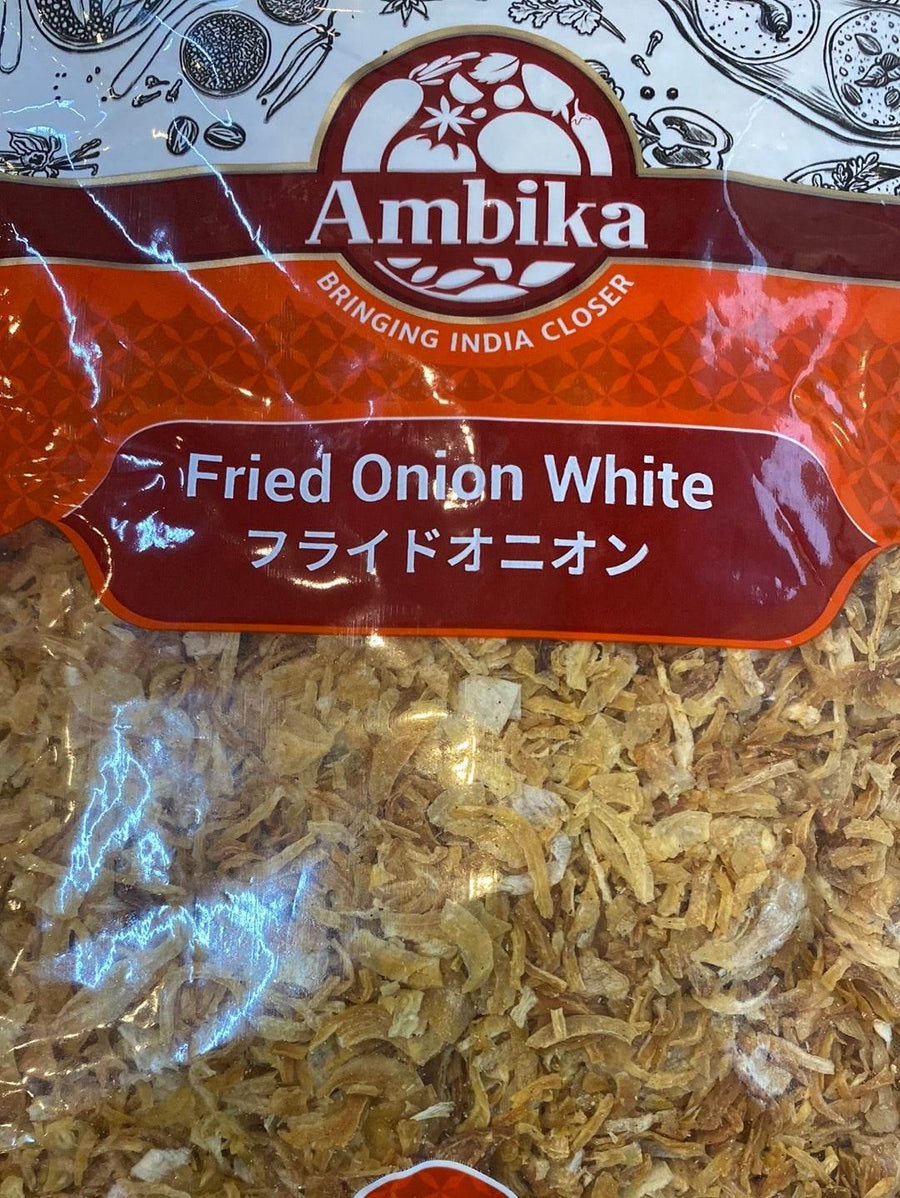 Ambika
BRINGING INDIA CLOSER
Fried Onion White
フライドオニオン